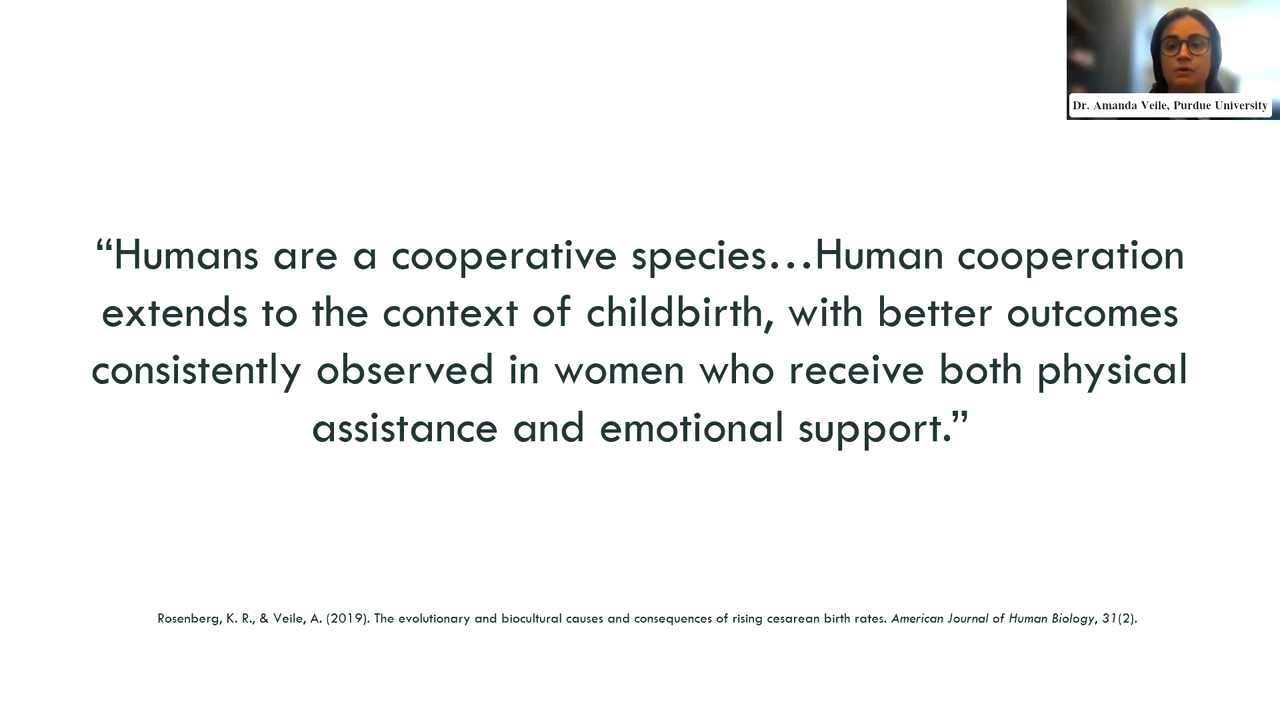 Dr. Amanda Veile, Purdue University
“Humans are a cooperative species…Human cooperation
extends to the context of childbirth, with better outcomes
consistently observed in women who receive both physical
assistance and emotional support.”
Rosenberg, K. R., & Veile, A. (2019). The evolutionary and biocultural causes and consequences of rising cesarean birth rates. American Journal of Human Biology, 31(2).